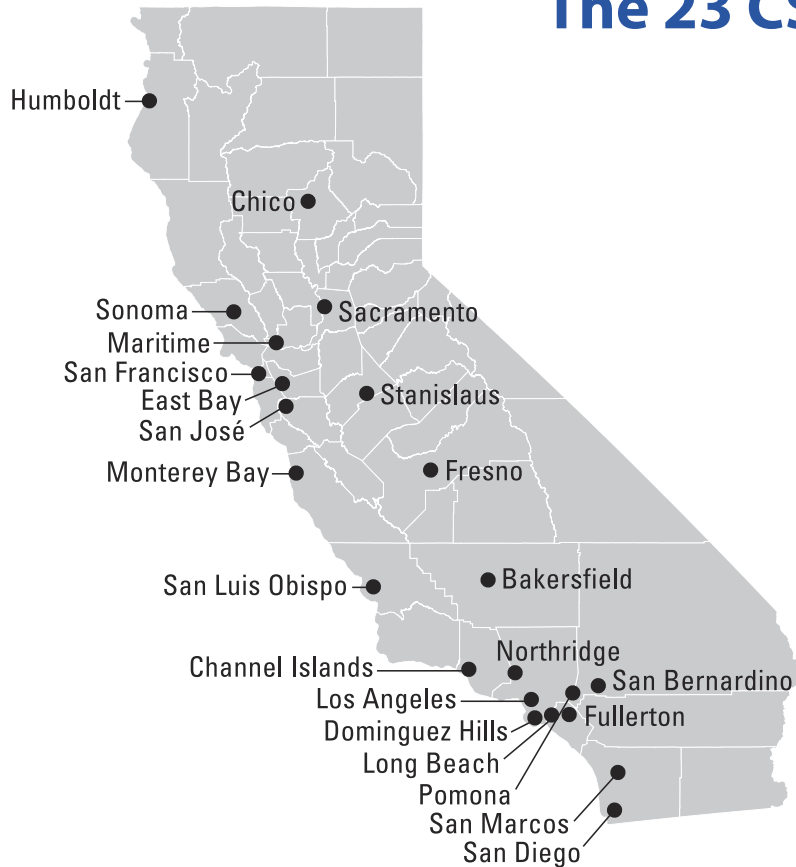 The 23 CS
Humboldt
Chico
Sonoma
Sacramento
Maritime
San Francisco
East Bay
Stanislaus
San José
Monterey Bay
Fresno
San Luis Obispo
Bakersfield
Northridge
Channel Islands
San Bernardino
Los Angeles
Fullerton
Dominguez Hills
Long Beach
Pomona
San Marcos
San Diego